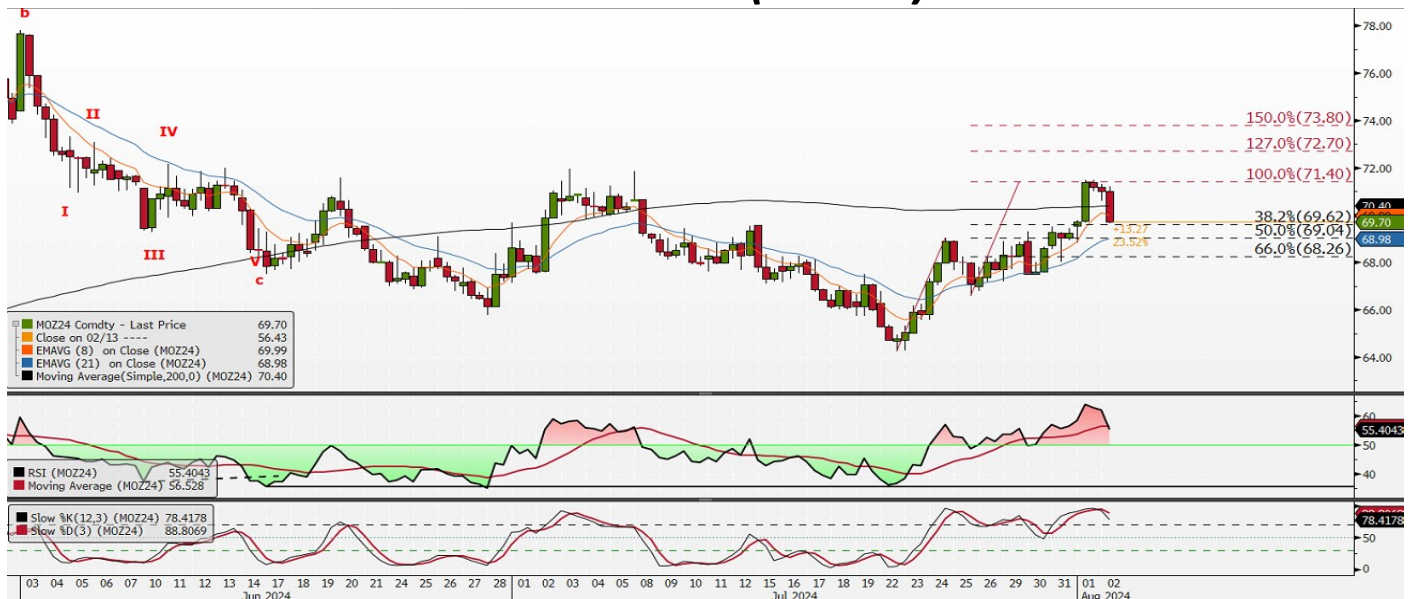 b
II
IV
I
III
V
c
78.00
76.00
74.00
72.00
70.40
69.70
68.98
68.00
66.00
64.00
150.0%(73.80)
127.0%(72.70)
100.0%(71.40)
38.2%(69.62)
50.0%(69.04)
66.0%(68.26)
+13.27
23.52%
MOZ24 Comdty - Last Price 69.70
Close on 02/13 ---- 56.43
EMAVG (8) on Close (MOZ24) 69.99
EMAVG (21) on Close (MOZ24) 68.98
Moving Average(Simple,200,0) (MOZ24) 70.40
60
55.4043
50
40
RSI (MOZ24) 55.4043
Moving Average (MOZ24) 56.528
Slow %K(12,3) (MOZ24) 78.4178
Slow %D(3) (MOZ24) 88.8069
78.4178
50
0
03 04 05 06 07 10 11 12 13 14 17 18 19 20 21 24 25 26 27 28 01 02 03 04 05 08 09 10 11 12 15 16 17 18 19 22 23 24 25 26 29 30 31 01 02
Jun 2024 Jul 2024 Aug 2024